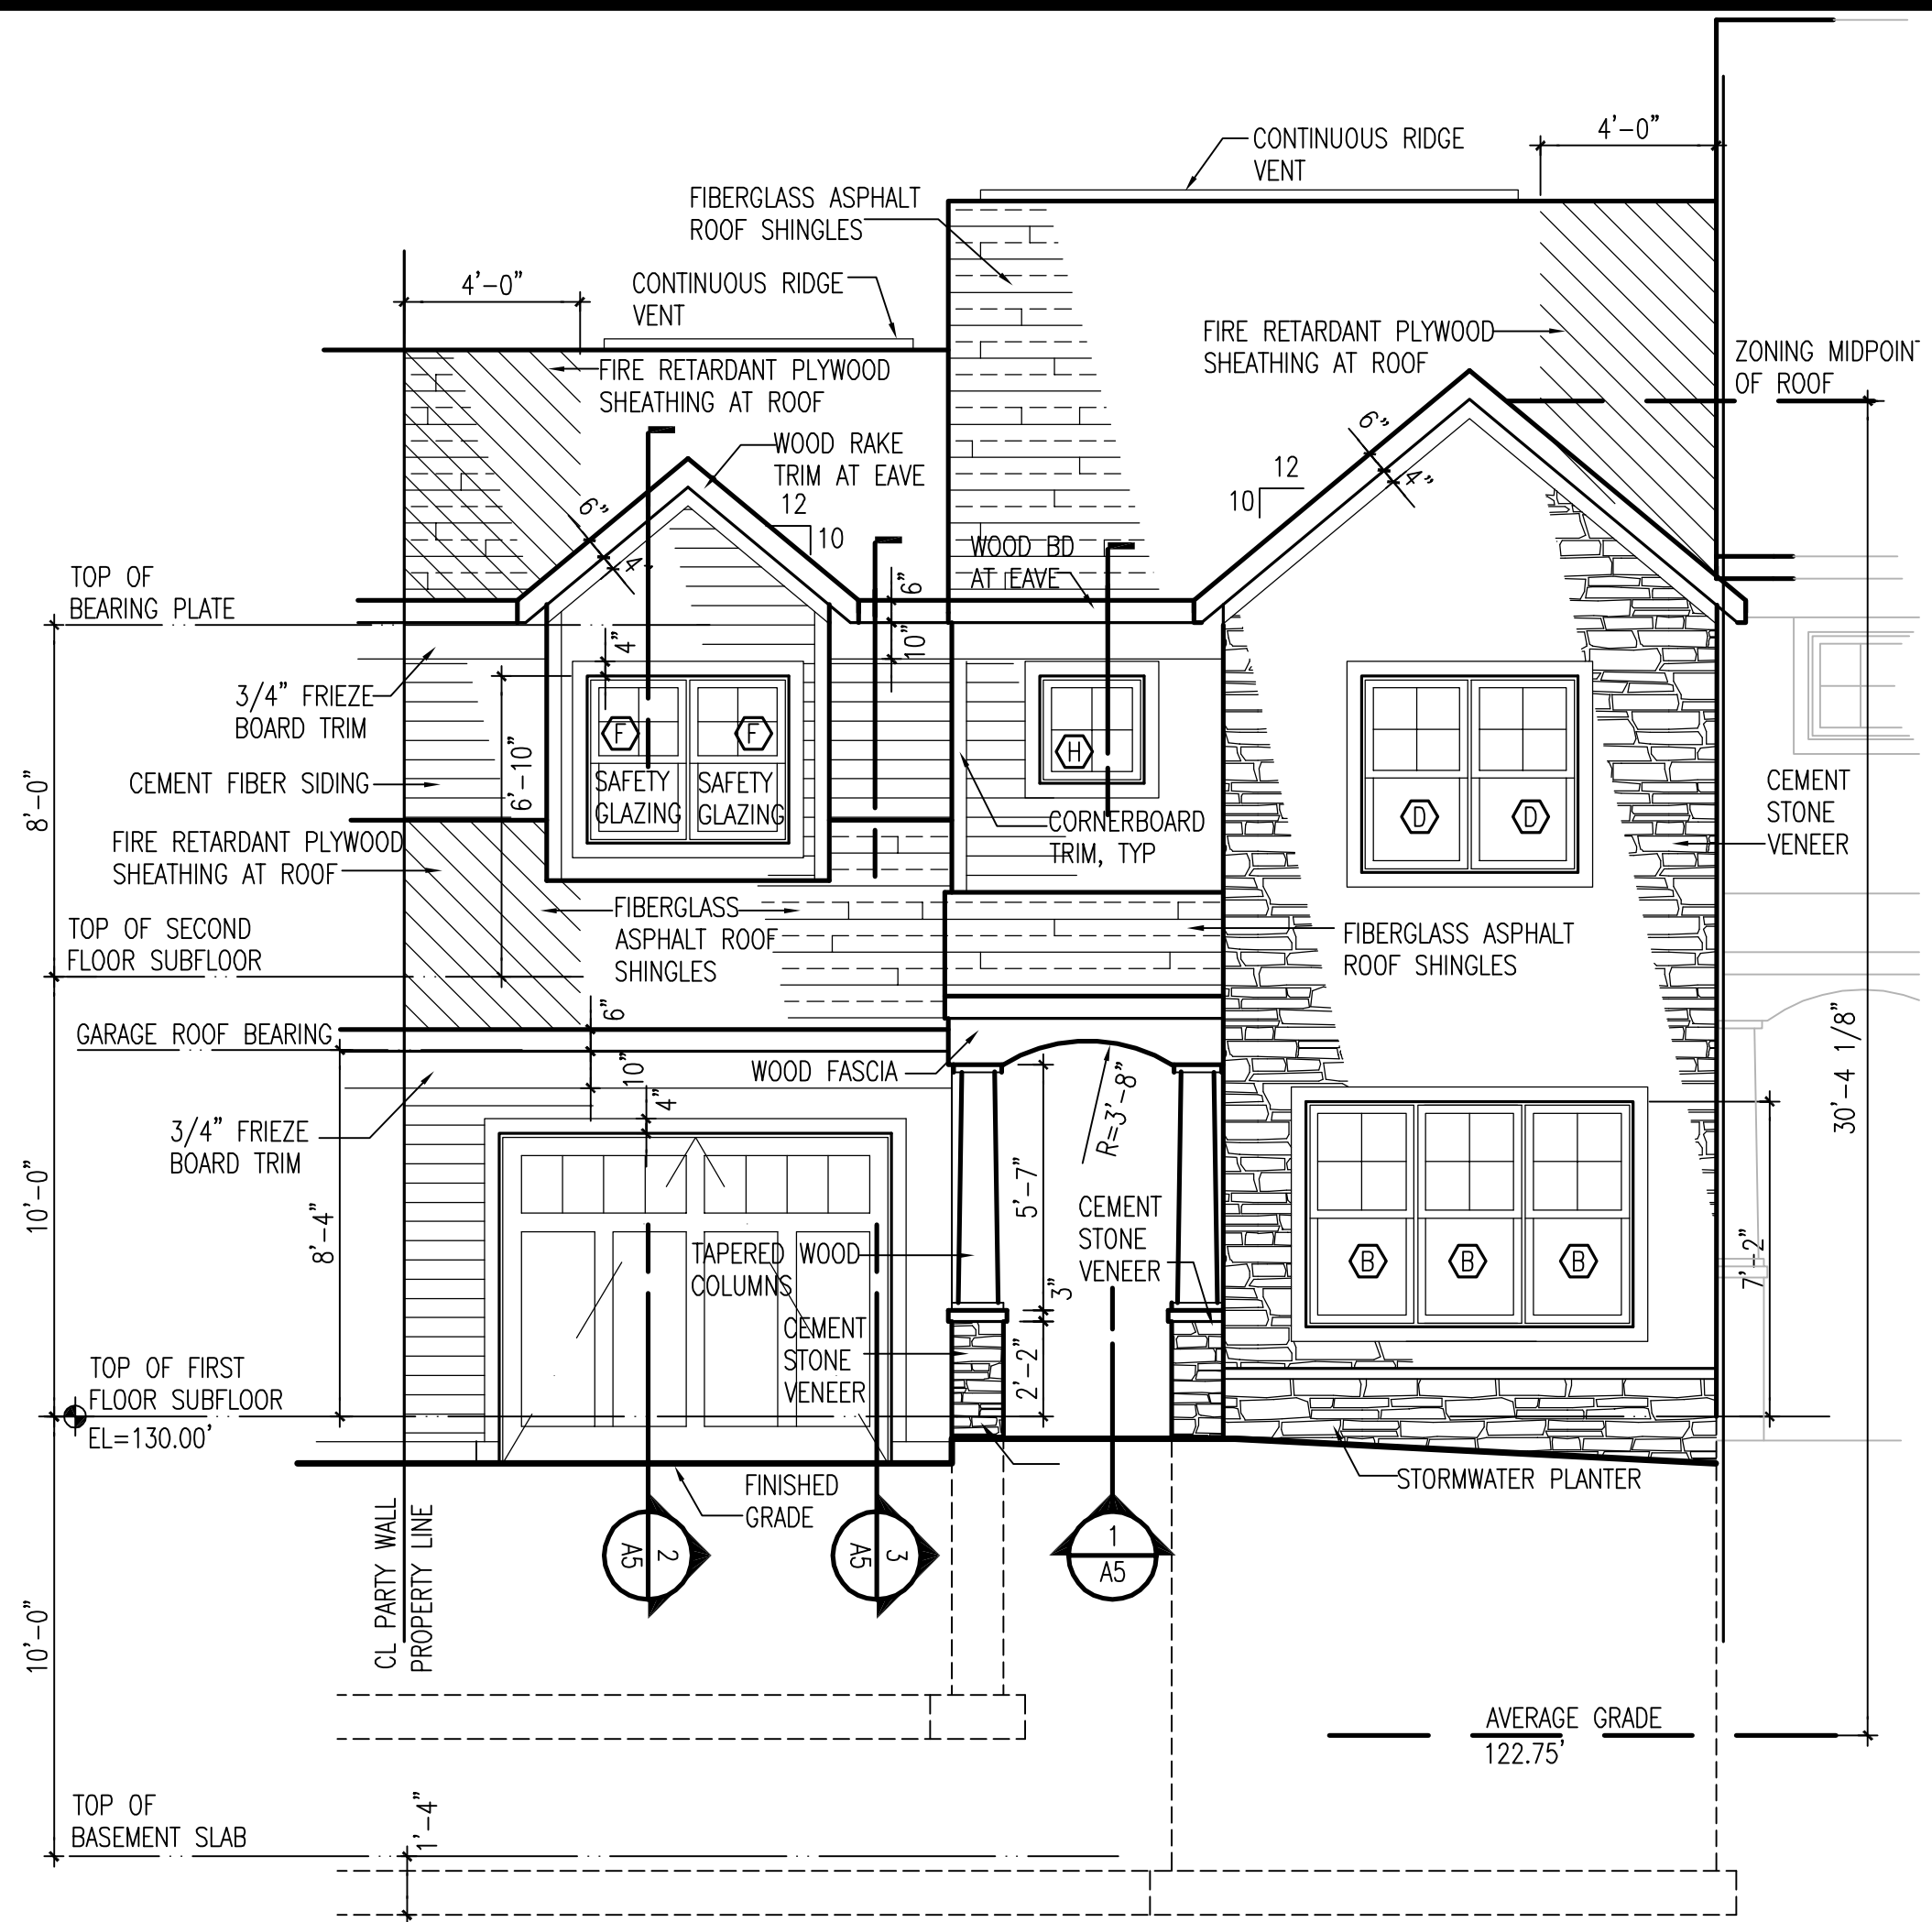 CONTINUOUS RIDGE
VENT
4'-0"
FIBERGLASS ASPHALT
ROOF SHINGLES
4'-0"
CONTINUOUS RIDGE
VENT
FIRE RETARDANT PLYWOOD
SHEATHING AT ROOF
ZONING MIDPOINT
OF ROOF
FIRE RETARDANT PLYWOOD
SHEATHING AT ROOF
WOOD RAKE
TRIM AT EAVE
12
10
6"
4"
12
10
6"
4"
WOOD BD
AT EAVE
TOP OF
BEARING PLATE
6"
10"
4"
3/4" FRIEZE
BOARD TRIM
6'-10"
F
F
H
SAFETY
GLAZING
SAFETY
GLAZING
D
D
CEMENT FIBER SIDING
8'-0"
CEMENT
STONE
VENEER
CORNERBOARD
TRIM, TYP
FIRE RETARDANT PLYWOOD
SHEATHING AT ROOF
FIBERGLASS
ASPHALT ROOF
SHINGLES
TOP OF SECOND
FLOOR SUBFLOOR
FIBERGLASS ASPHALT
ROOF SHINGLES
6"
GARAGE ROOF BEARING
10"
4"
WOOD FASCIA
R=3'-8"
30'-4 1/8"
3/4" FRIEZE
BOARD TRIM
10'-0"
8'-4"
5'-7"
CEMENT
STONE
VENEER
3"
TAPERED WOOD
COLUMNS
B
B
B
7'-2"
CEMENT
STONE
VENEER
2'-2"
TOP OF FIRST
FLOOR SUBFLOOR
EL=130.00'
FINISHED
GRADE
STORMWATER PLANTER
CL PARTY WALL
PROPERTY LINE
2
A5
3
A5
1
A5
10'-0"
AVERAGE GRADE
122.75'
TOP OF
BASEMENT SLAB
1'-4"